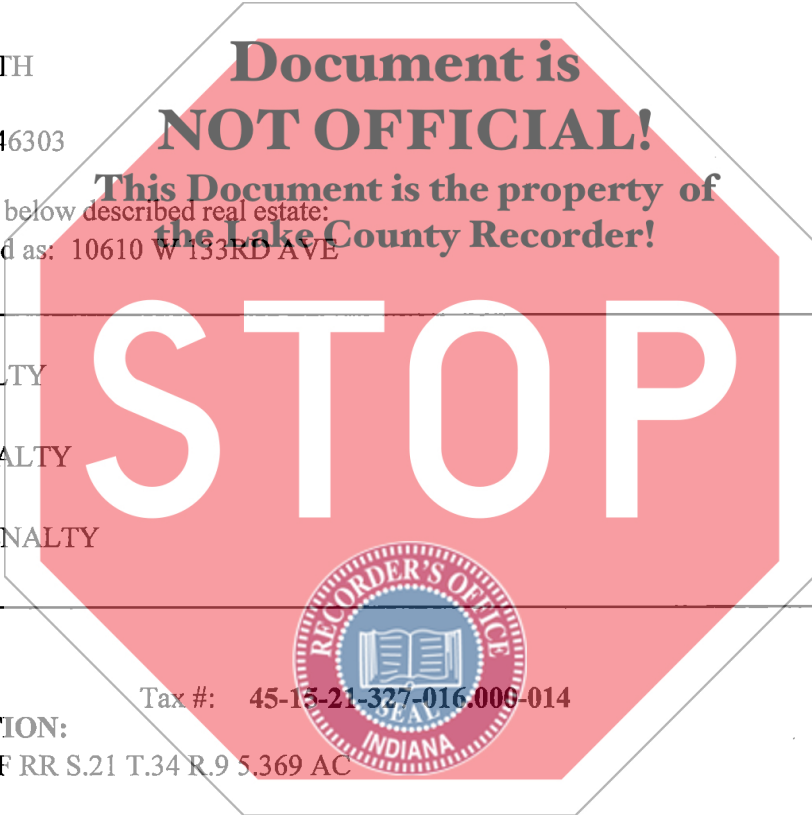 TH
Document is
NOT OFFICIAL!
46303
This Document is the property of
below described real estate:
the Lake County Recorder!
d as: 10610 W 133RD AVE
STOP
LTY
ALTY
NALTY
RECORDER'S OFFICE
SEAL
INDIANA
Tax #: 45-15-21-327-016.000-014
TION:
F RR S.21 T.34 R.9 5.369 AC